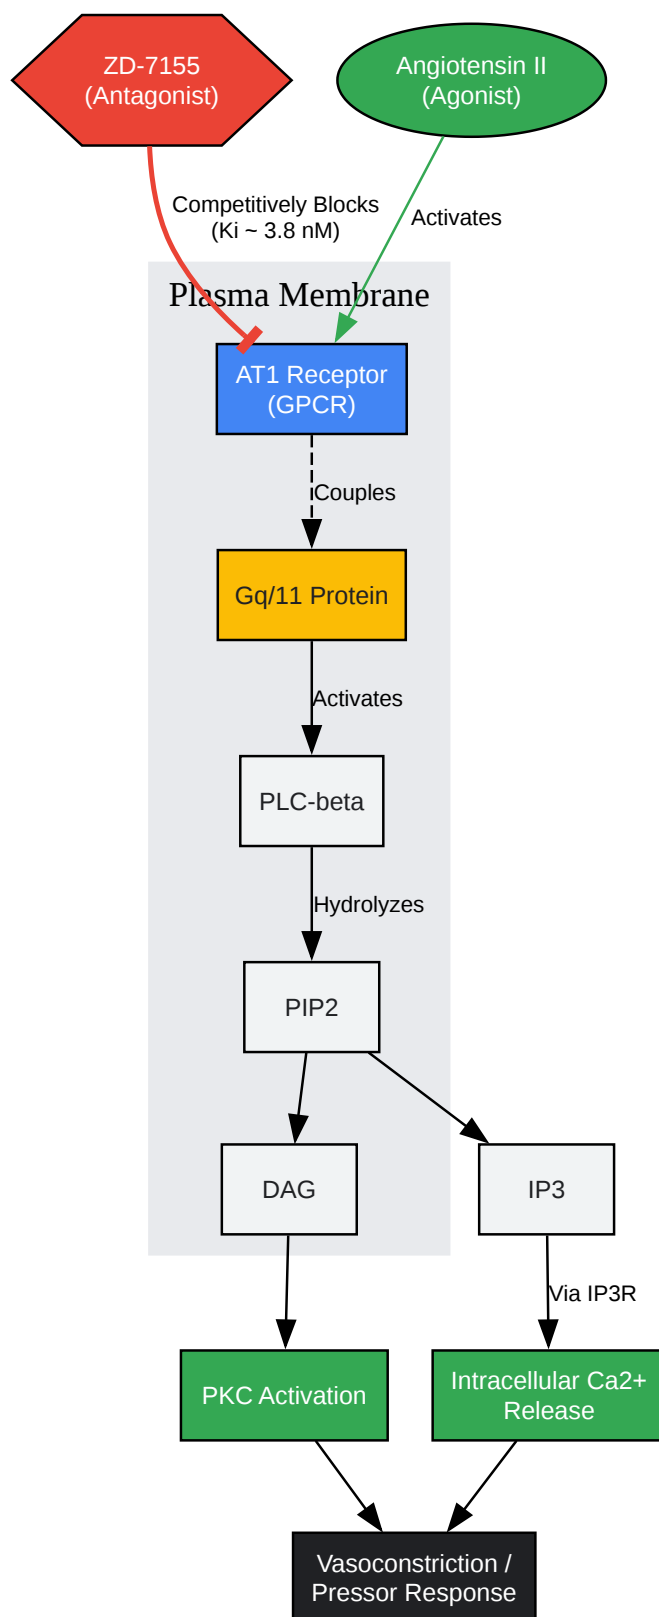 ZD-7155
(Antagonist)
Angiotensin II
(Agonist)
Competitively Blocks
(Ki ~ 3.8 nM)
Activates
Plasma Membrane
AT1 Receptor
(GPCR)
Couples
Gq/11 Protein
Activates
PLC-beta
Hydrolyzes
PIP2
DAG
IP3
Via IP3R
PKC Activation
Intracellular Ca2+
Release
Vasoconstriction /
Pressor Response